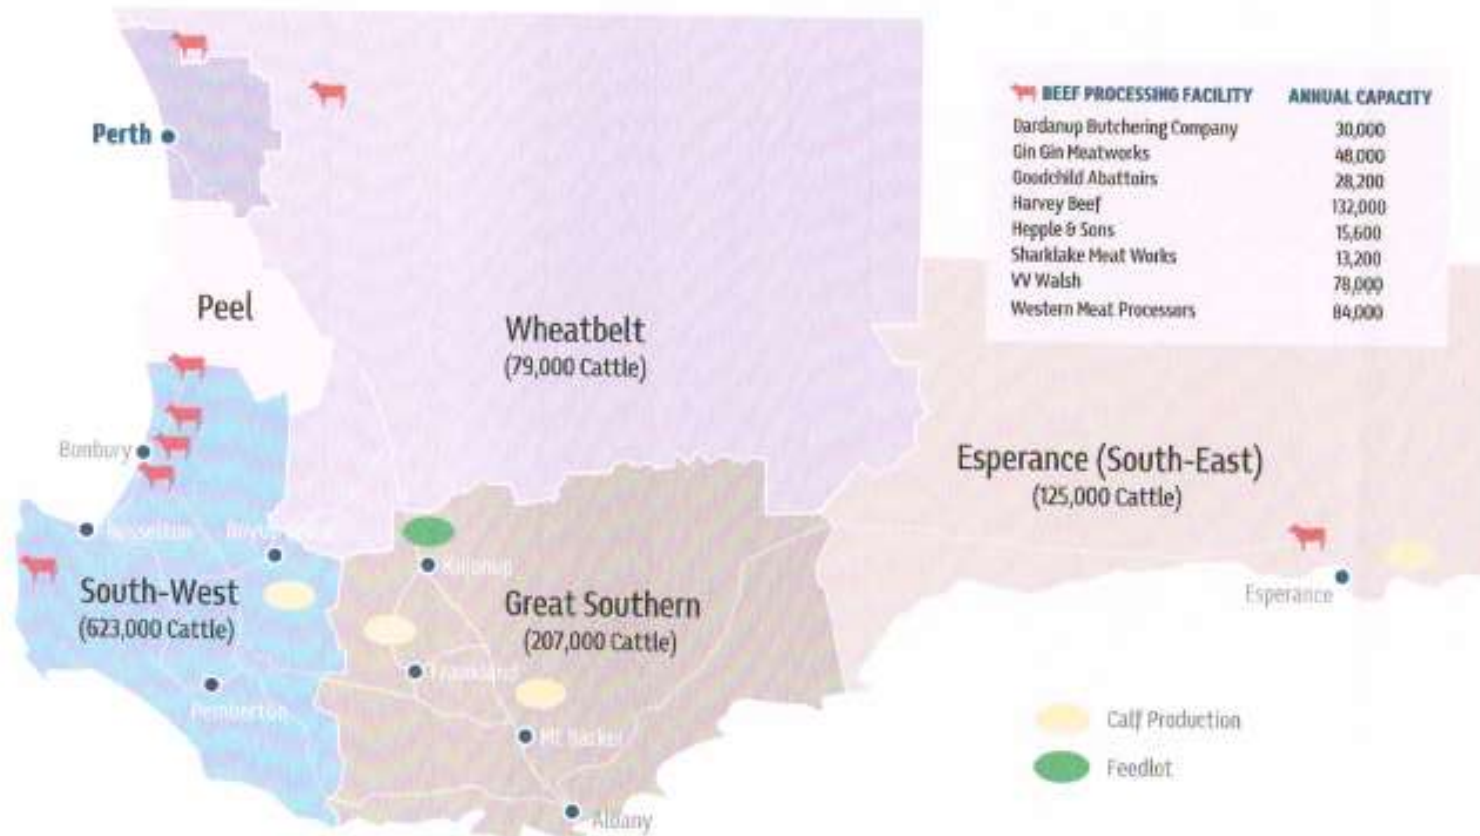 BEEF PROCESSING FACILITY ANNUAL CAPACITY
Dardanup Butchering Company 30,000
Gin Gin Meatworks 48,000
Goodchild Abattoirs 28,200
Harvey Beef 132,000
Hepple & Sons 15,600
Sharklake Meat Works 13,200
VV Walsh 78,000
Western Meat Processors 84,000
Perth
Peel
Wheatbelt
(79,000 Cattle)
Bunbury
Esperance (South-East)
(125,000 Cattle)
Busselton
Kojonup
South-West
(623,000 Cattle)
Great Southern
(207,000 Cattle)
Esperance
Frankland
Pemberton
Mt Barker
Albany
Calf Production
Feedlot